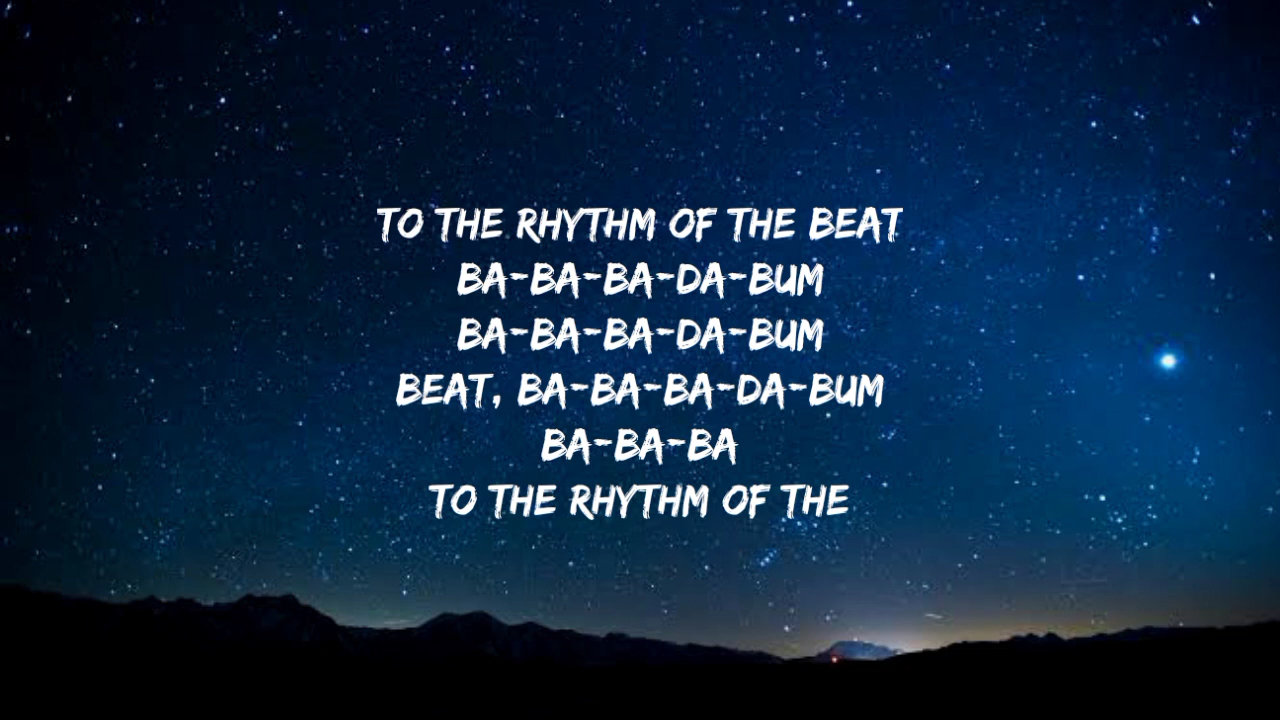 TO THE RHYTHM OF THE BEAT
BA-BA-BA-DA-BUM
BA-BA-BA-DA-BUM
BEAT, BA-BA-BA-DA-BUM
BA-BA-BA
TO THE RHYTHM OF THE